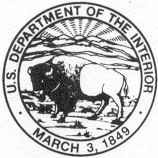 U.S. DEPARTMENT OF THE INTERIOR
MARCH 3, 1849